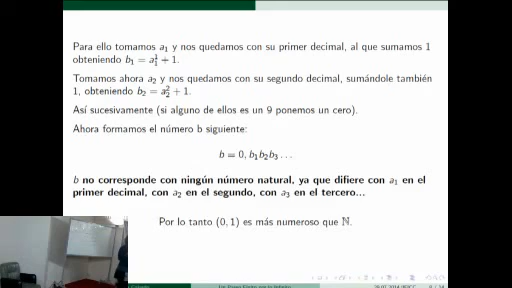 Para ello tomamos a₁ y nos quedamos con su primer decimal, al que sumamos 1
obteniendo b₁ = a₁¹ + 1.
Tomamos ahora a₂ y nos quedamos con su segundo decimal, sumándole también
1, obteniendo b₂ = a₂² + 1.
Así sucesivamente (si alguno de ellos es un 9 ponemos un cero).
Ahora formamos el número b siguiente:
b = 0, b₁b₂b₃ . . .
b no corresponde con ningún número natural, ya que difiere con a₁ en el
primer decimal, con a₂ en el segundo, con a₃ en el tercero...
Por lo tanto (0, 1) es más numeroso que ℕ.